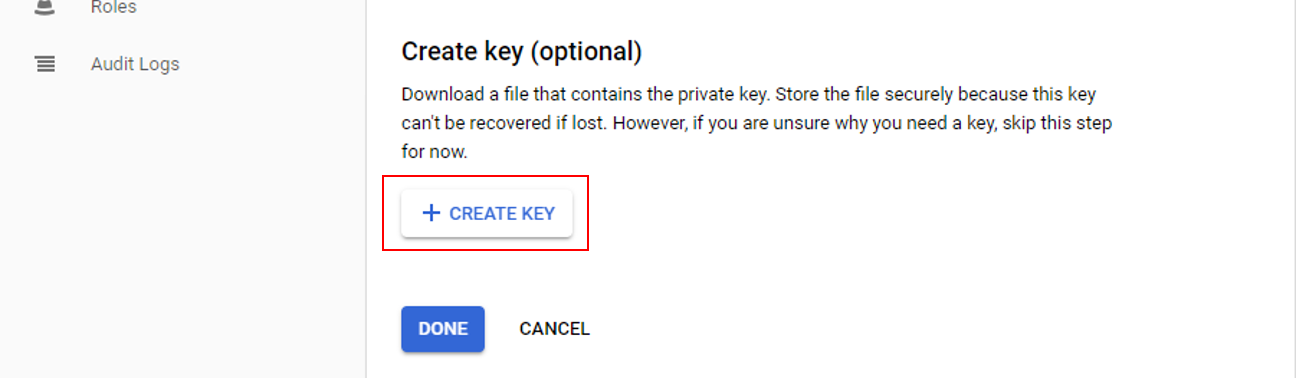 Roles
Audit Logs
Create key (optional)
Download a file that contains the private key. Store the file securely because this key
can't be recovered if lost. However, if you are unsure why you need a key, skip this step
for now.
+ CREATE KEY
DONE CANCEL